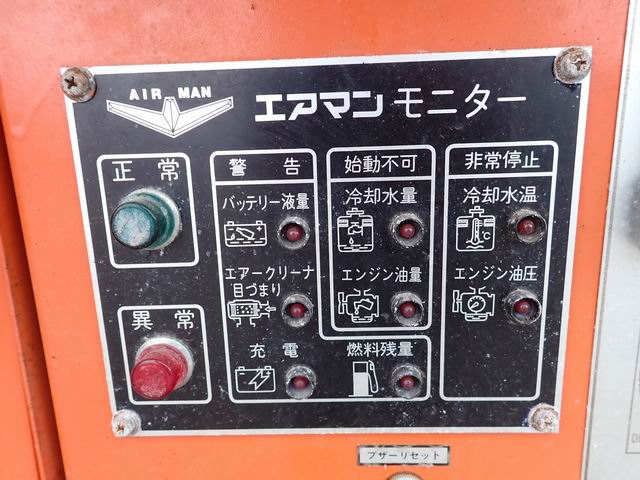 AIRMAN
エアマン モニター
正常
異常
警告
バッテリー液量
エアークリーナ
目づまり
充電
始動不可
冷却水量
エンジン油量
燃料残量
非常停止
冷却水温
エンジン油圧
ブザーリセット